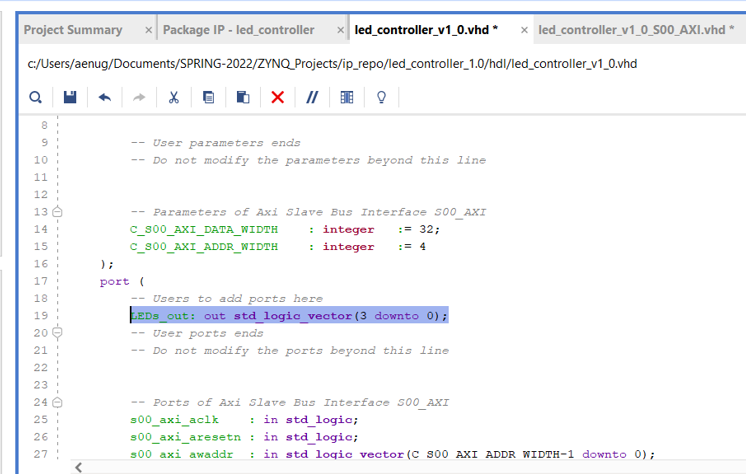 Project Summary × Package IP - led_controller × led_controller_v1_0.vhd * × led_controller_v1_0_S00_AXI.vhd *
c:/Users/aenug/Documents/SPRING-2022/ZYNQ_Projects/ip_repo/led_controller_1.0/hdl/led_controller_v1_0.vhd
8
9 -- User parameters ends
10 -- Do not modify the parameters beyond this line
11
12
13 -- Parameters of Axi Slave Bus Interface S00_AXI
14 C_S00_AXI_DATA_WIDTH : integer := 32;
15 C_S00_AXI_ADDR_WIDTH : integer := 4
16 );
17 port (
18 -- Users to add ports here
19 LEDs_out: out std_logic_vector(3 downto 0);
20 -- User ports ends
21 -- Do not modify the ports beyond this line
22
23
24 -- Ports of Axi Slave Bus Interface S00_AXI
25 s00_axi_aclk : in std_logic;
26 s00_axi_aresetn : in std_logic;
27 s00_axi_awaddr : in std_logic_vector(C_S00_AXI_ADDR_WIDTH-1 downto 0);